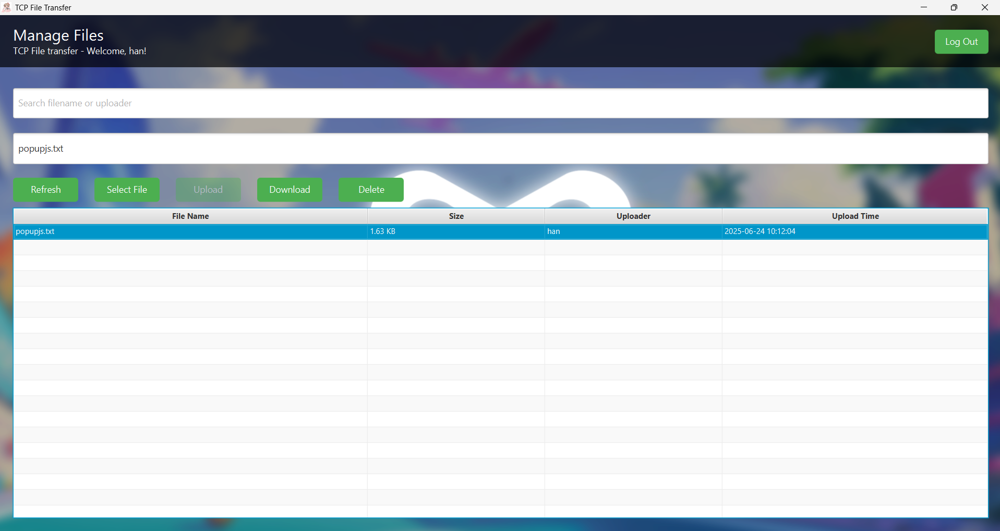 TCP File Transfer
Manage Files
TCP File transfer - Welcome, han!
Log Out
Search filename or uploader
popupjs.txt
Refresh Select File Upload Download Delete
File Name Size Uploader Upload Time
popupjs.txt 1.63 KB han 2025-06-24 10:12:04